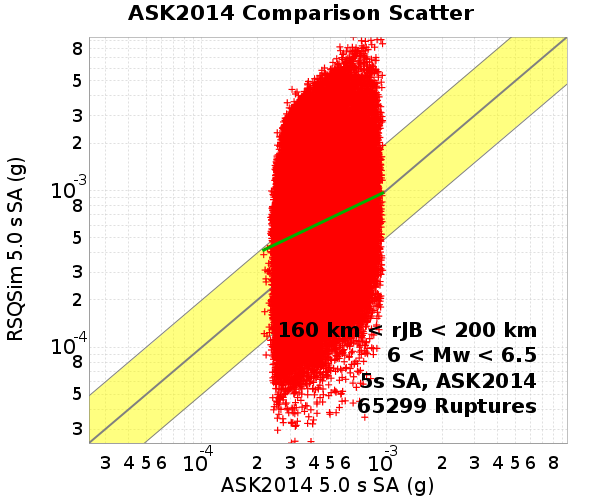 ASK2014 Comparison Scatter
RSQSim 5.0 s SA (g)
8
5
3
2
10-3
8
5
3
2
10-4
8
5
3
160 km < rJB < 200 km
6 < Mw < 6.5
5s SA, ASK2014
65299 Ruptures
3 4 5 6 10-4 2 3 4 5 6 10-3 2 3 4 5 6 8
ASK2014 5.0 s SA (g)